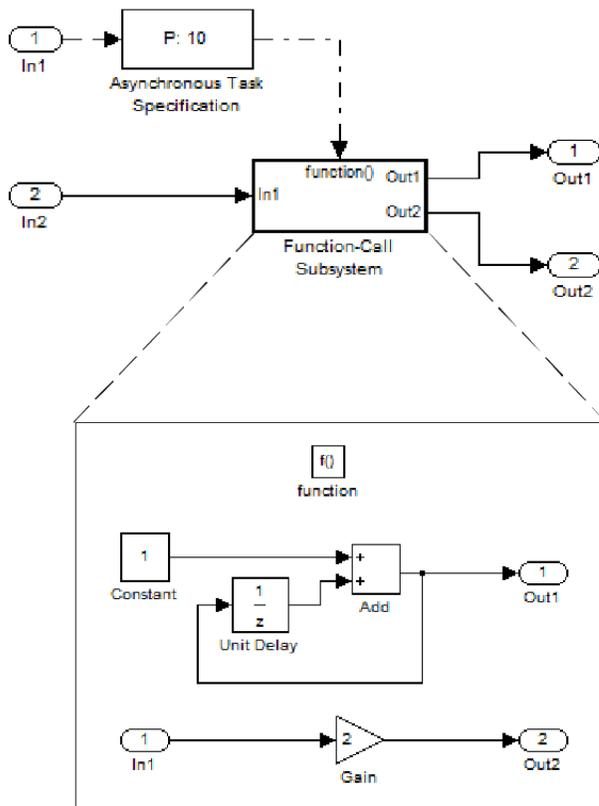 1
P: 10
In1
Asynchronous Task
Specification
function()
Out1
1
2
In1
Out1
In2
Out2
Function-Call
Subsystem
2
Out2
f()
function
1
+
+
1
Constant
1
z
Add
Out1
Unit Delay
1
2
2
In1
Gain
Out2